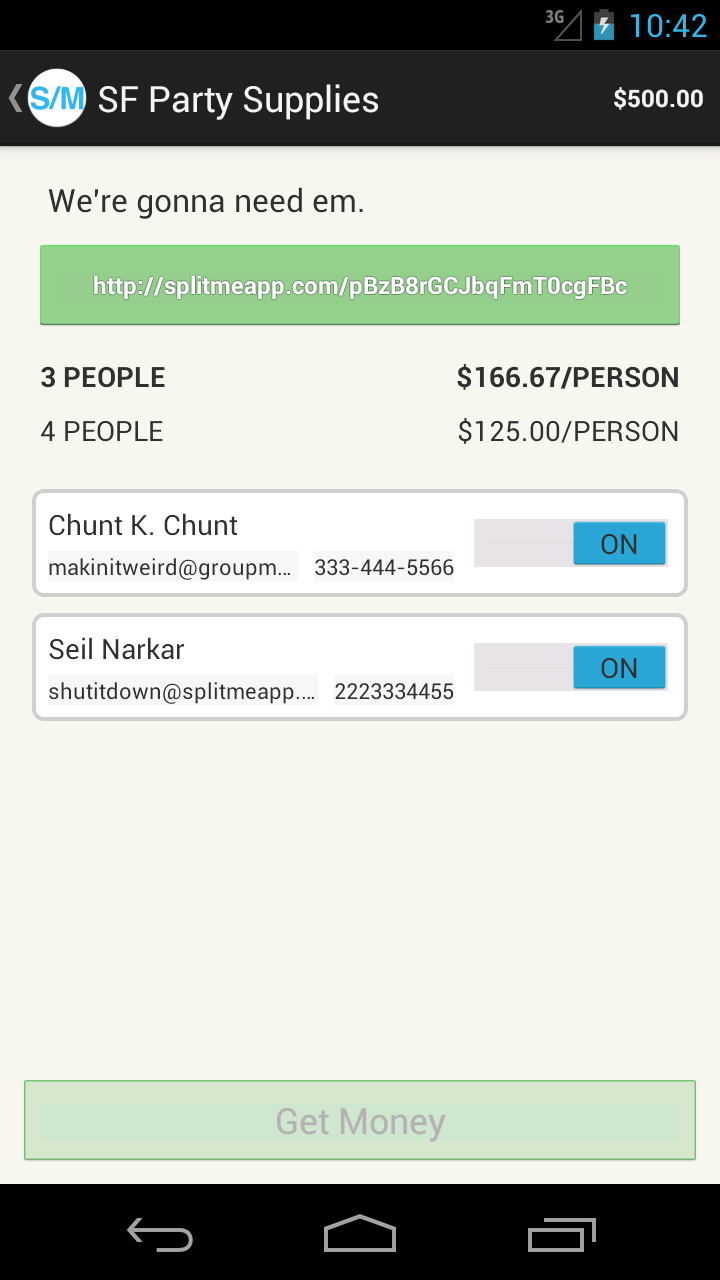 3G 10:42
S/M SF Party Supplies $500.00
We're gonna need em.
http://splitmeapp.com/pBzB8rGCJbqFmT0cgFBc
3 PEOPLE $166.67/PERSON
4 PEOPLE $125.00/PERSON
Chunt K. Chunt
makinitweird@groupm... 333-444-5566 ON
Seil Narkar
shutitdown@splitmeapp.... 2223334455 ON
Get Money